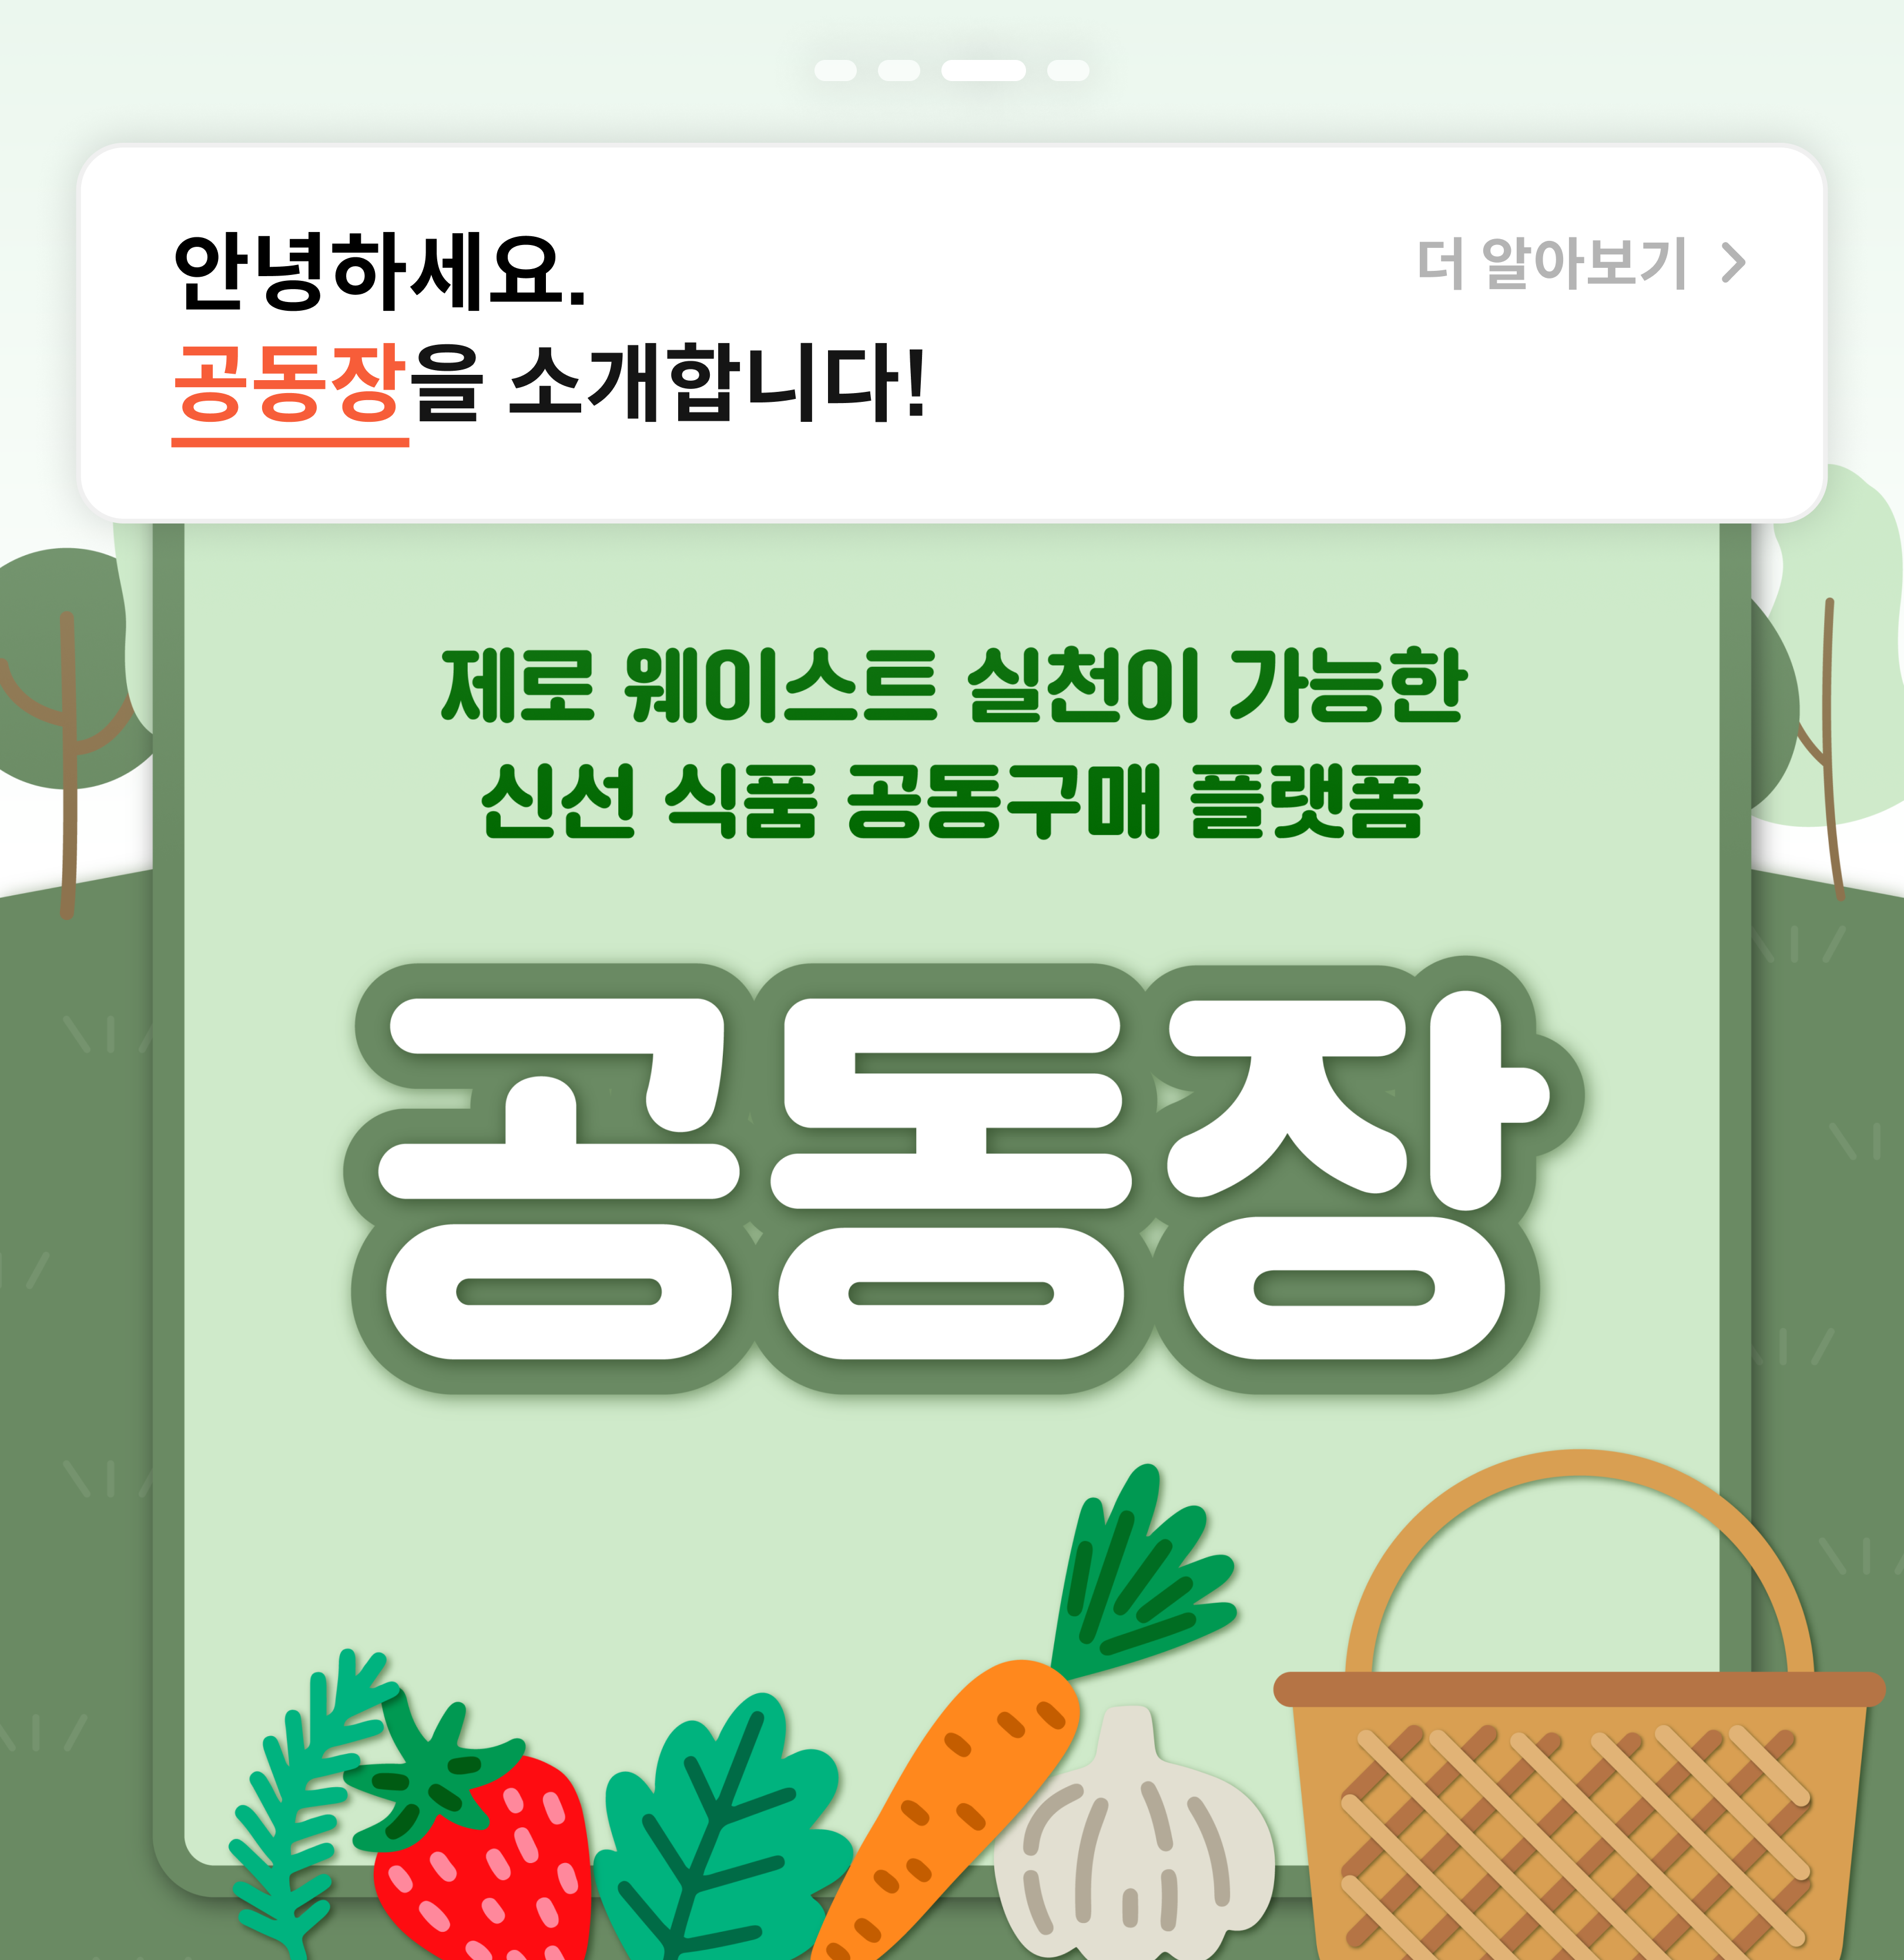 안녕하세요.
더 알아보기 >
공동장을 소개합니다!
제로 웨이스트 실천이 가능한
신선 식품 공동구매 플랫폼
공동장